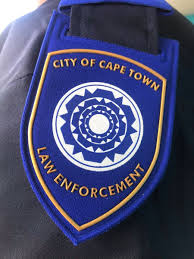 CITY OF CAPE TOWN
LAW ENFORCEMENT